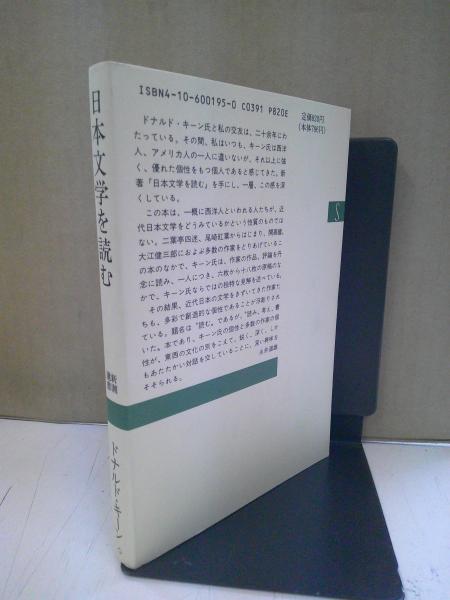 ISBN4-10-600195-0 C0391 P820E
定価820円
(本体796円)
ドナルド・キーン氏と私の交友は、二十余年にわ
たっている。その間、私はいつも、キーン氏は西洋
人、アメリカ人の一人に違いないが、それ以上に強
く、優れた個性をもつ個人であると感じてきた。新
著『日本文学を読む』を手にし、一層、この感を深
くしている。
この本は、一概に西洋人といわれる人たちが、近
代日本文学をどうみているかという性質のものでは
ない。二葉亭四迷、尾崎紅葉からはじまり、開高健、
大江健三郎におよぶ多数の作家をとりあげているこ
の本のなかで、キーン氏は、作家の作品、評論を丹
念に読み、一人につき、六枚から十八枚の原稿のな
かで、キーン氏ならではの独特な見解を述べている。
その結果、近代日本の文学をきずいてきた作家た
ちも、多彩で創造的な個性であることが浮彫りされ
ている。題名は"読む"であるが、"読み、考え、書
いた"本であり、キーン氏の個性と多数の作家の個
性が、東西の文化の別をこえて、鋭く、深く、しか
もあたたかい対話を交していることに、深い興味を
そそられる。
永井道雄
S
日本文学を読む
新潮
選書
ドナルド・キーン